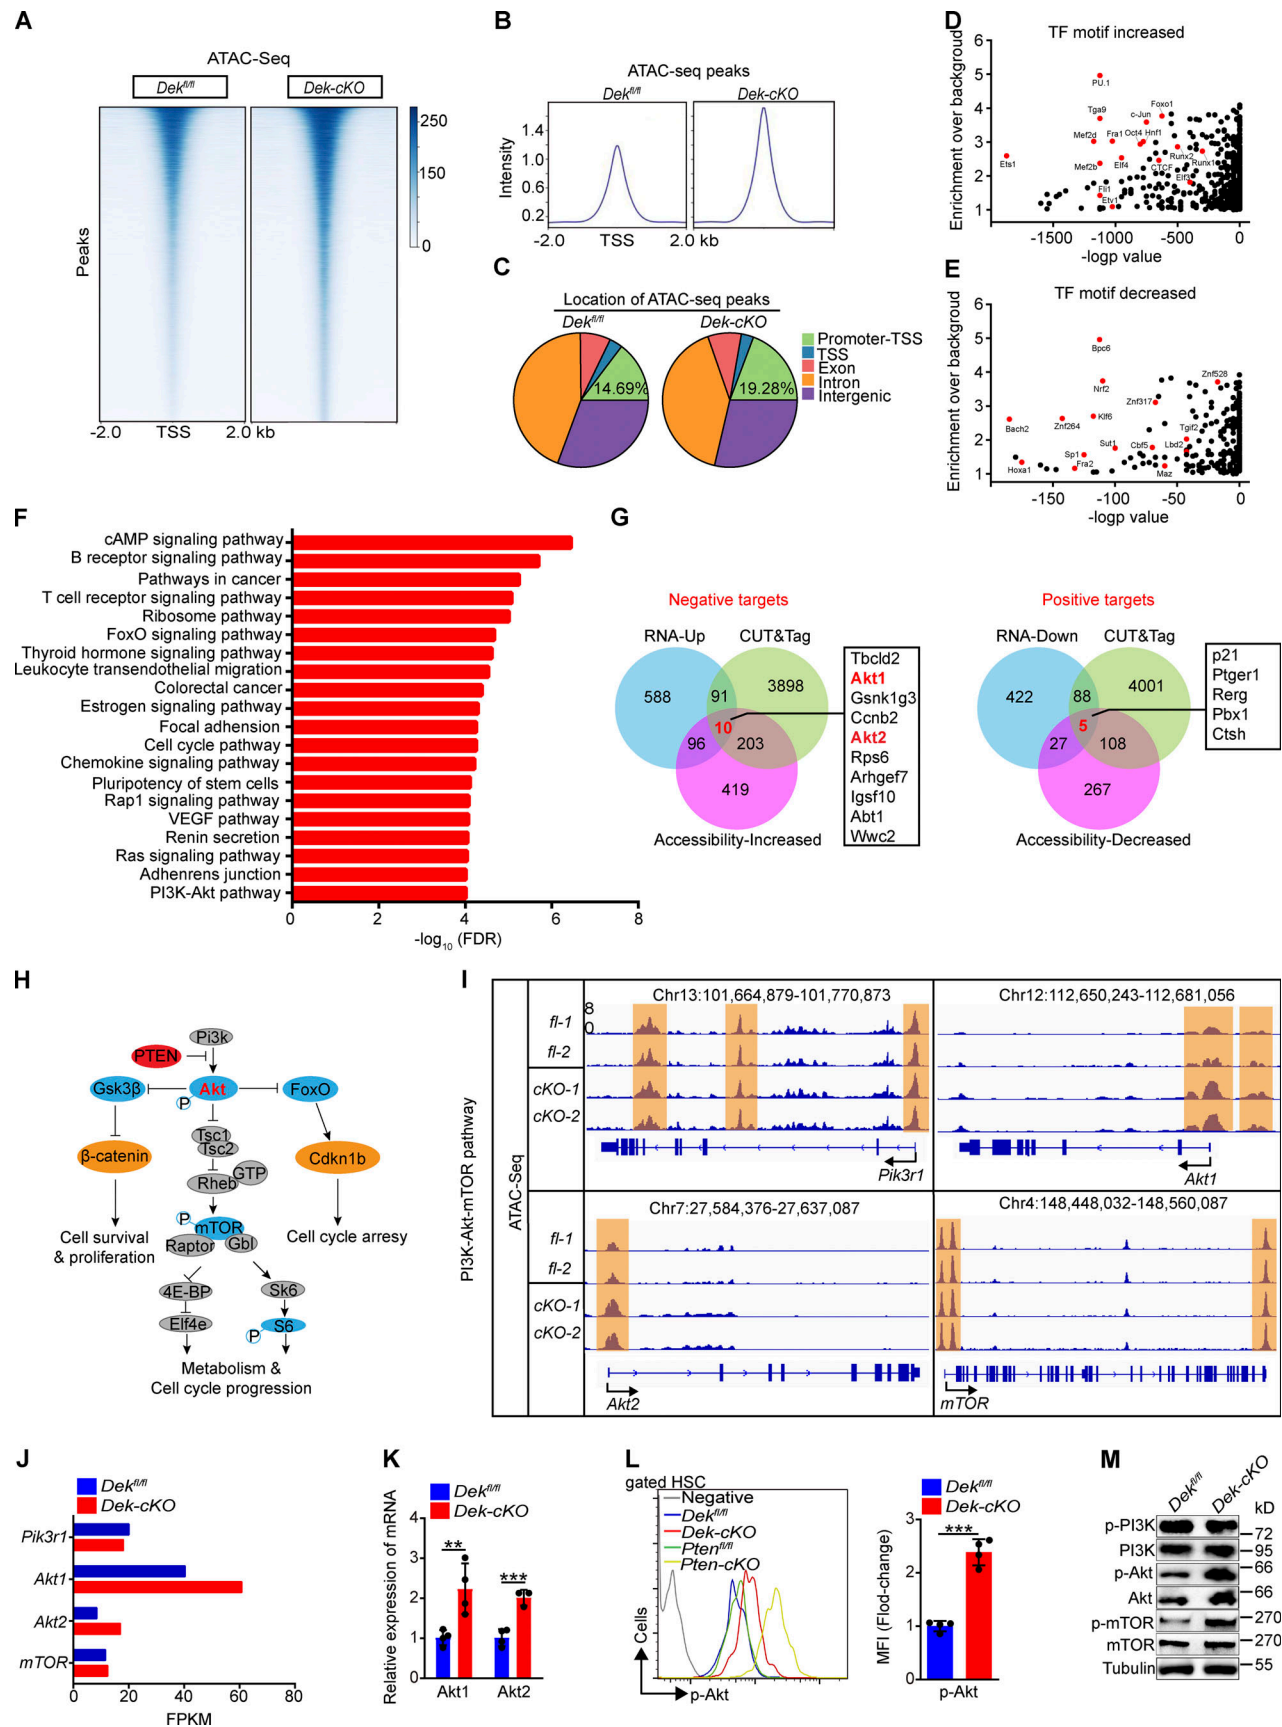 A
ATAC-Seq
Dekfl/fl
Dek-cKO
Peaks
250
150
0
-2.0
TSS
2.0 kb
B
ATAC-seq peaks
Dekfl/fl
Dek-cKO
Intensity
1.4
1.0
0.6
0.2
-2.0
TSS
2.0 kb
C
Location of ATAC-seq peaks
Dekfl/fl
Dek-cKO
14.69%
19.28%
Promoter-TSS
TSS
Exon
Intron
Intergenic
D
TF motif increased
Enrichment over backgroud
6
5
4
3
2
1
PU.1
Tga9
Foxo1
c-Jun
Mef2d
Fra1
Oct4
Hnf1
Ets1
Mef2b
Elf4
CTCF
Runx2
Runx1
Fli1
Elf3
Etv1
-1500
-1000
-500
0
-logp value
E
TF motif decreased
Enrichment over backgroud
6
5
4
3
2
1
Bpc6
Nrf2
Znf528
Znf317
Bach2
Znf264
Klf6
Tgif2
Sut1
Cbf5
Lbd2
Sp1
Hoxa1
Fra2
Maz
-150
-100
-50
0
-logp value
F
cAMP signaling pathway
B receptor signaling pathway
Pathways in cancer
T cell receptor signaling pathway
Ribosome pathway
FoxO signaling pathway
Thyroid hormone signaling pathway
Leukocyte transendothelial migration
Colorectal cancer
Estrogen signaling pathway
Focal adhension
Cell cycle pathway
Chemokine signaling pathway
Pluripotency of stem cells
Rap1 signaling pathway
VEGF pathway
Renin secretion
Ras signaling pathway
Adhenrens junction
PI3K-Akt pathway
0
2
4
6
8
-log10 (FDR)
G
Negative targets
RNA-Up
CUT&Tag
588
91
3898
10
96
203
419
Accessibility-Increased
Tbcld2
Akt1
Gsnk1g3
Ccnb2
Akt2
Rps6
Arhgef7
Igsf10
Abt1
Wwc2
Positive targets
RNA-Down
CUT&Tag
422
88
4001
5
27
108
267
Accessibility-Decreased
p21
Ptger1
Rerg
Pbx1
Ctsh
H
Pi3k
PTEN
Gsk3β
Akt
FoxO
P
Tsc1
Tsc2
β-catenin
Cdkn1b
Rheb
GTP
P
mTOR
Raptor
Gbl
Cell survival
& proliferation
Cell cycle arresy
4E-BP
Sk6
Elf4e
P
S6
Metabolism &
Cell cycle progression
I
PI3K-Akt-mTOR pathway
ATAC-Seq
fl-1
fl-2
cKO-1
cKO-2
Chr13:101,664,879-101,770,873
8
0
Pik3r1
Chr12:112,650,243-112,681,056
Akt1
fl-1
fl-2
cKO-1
cKO-2
Chr7:27,584,376-27,637,087
Akt2
Chr4:148,448,032-148,560,087
mTOR
J
Dekfl/fl
Dek-cKO
Pik3r1
Akt1
Akt2
mTOR
0
20
40
60
80
FPKM
K
Dekfl/fl
Dek-cKO
Relative expression of mRNA
4
3
2
1
0
**
***
Akt1
Akt2
L
gated HSC
Negative
Dekfl/fl
Dek-cKO
Ptenfl/fl
Pten-cKO
Cells
p-Akt
Dekfl/fl
Dek-cKO
MFI (Flod-change)
3
2
1
0
***
p-Akt
M
Dekfl/fl
Dek-cKO
kD
p-PI3K
72
PI3K
95
p-Akt
66
Akt
66
p-mTOR
270
mTOR
270
Tubulin
55